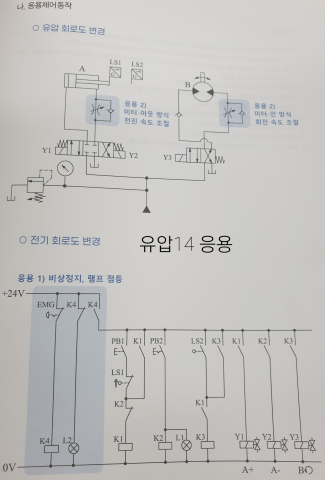 나. 응용제어동작
○ 유압 회로도 변경
A
LS1 LS2
B
응용 2)
미터-아웃 방식
전진 속도 조절
응용 2)
미터-인 방식
회전 속도 조절
Y1
Y2
Y3
○ 전기 회로도 변경
유압14 응용
응용 1) 비상정지, 램프 점등
+24V
EMG K4 K4
PB1 K1 PB2 LS2 K3 K1 K2 K3
LS1
K2
K1
K4 L2 K1 K2 L1 K3 Y1 Y2 Y3
0V
A+ A- B